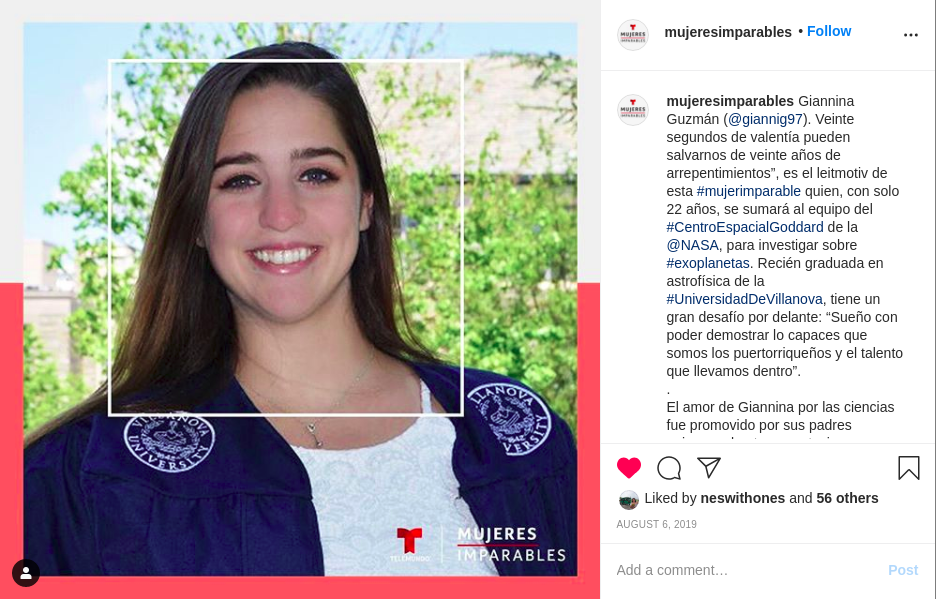 VILLANOVA
UNIVERSITY
1842
VILLANOVA
UNIVERSITY
1842
TELEMUNDO
MUJERES
IMPARABLES
mujeresimparables • Follow
mujeresimparables Giannina
Guzmán (@giannig97). Veinte
segundos de valentía pueden
salvarnos de veinte años de
arrepentimientos”, es el leitmotiv de
esta #mujerimparable quien, con solo
22 años, se sumará al equipo del
#CentroEspacialGoddard de la
@NASA, para investigar sobre
#exoplanetas. Recién graduada en
astrofísica de la
#UniversidadDeVillanova, tiene un
gran desafío por delante: “Sueño con
poder demostrar lo capaces que
somos los puertorriqueños y el talento
que llevamos dentro”.
.
El amor de Giannina por las ciencias
fue promovido por sus padres
Liked by neswithones and 56 others
AUGUST 6, 2019
Add a comment…
Post